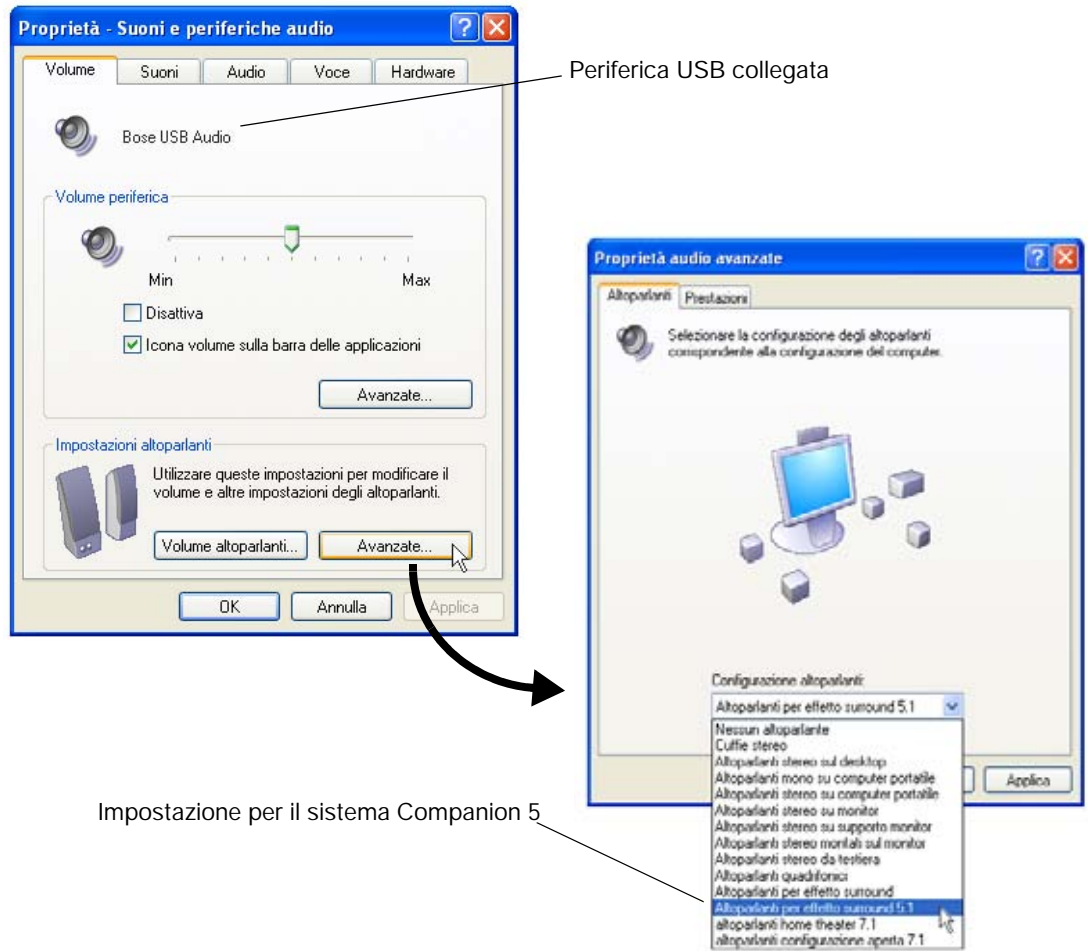 Proprietà - Suoni e periferiche audio
Volume
Suoni
Audio
Voce
Hardware
Periferica USB collegata
Bose USB Audio
Volume periferica
Min
Max
Disattiva
Icona volume sulla barra delle applicazioni
Avanzate...
Impostazioni altoparlanti
Utilizzare queste impostazioni per modificare il
volume e altre impostazioni degli altoparlanti.
Volume altoparlanti...
Avanzate...
OK
Annulla
Applica
Proprietà audio avanzate
Altoparlanti
Prestazioni
Selezionare la configurazione degli altoparlanti
corrispondente alla configurazione del computer.
Configurazione altoparlanti:
Altoparlanti per effetto surround 5.1
Nessun altoparlante
Cuffie stereo
Altoparlanti stereo sul desktop
Altoparlanti mono su computer portatile
Altoparlanti stereo su computer portatile
Altoparlanti stereo su monitor
Altoparlanti stereo su supporto monitor
Altoparlanti stereo montati sul monitor
Altoparlanti stereo da testiera
Altoparlanti quadrifonici
Altoparlanti per effetto surround
Altoparlanti per effetto surround 5.1
altoparlanti home theater 7.1
altoparlanti configurazione aperta 7.1
Applica
Impostazione per il sistema Companion 5